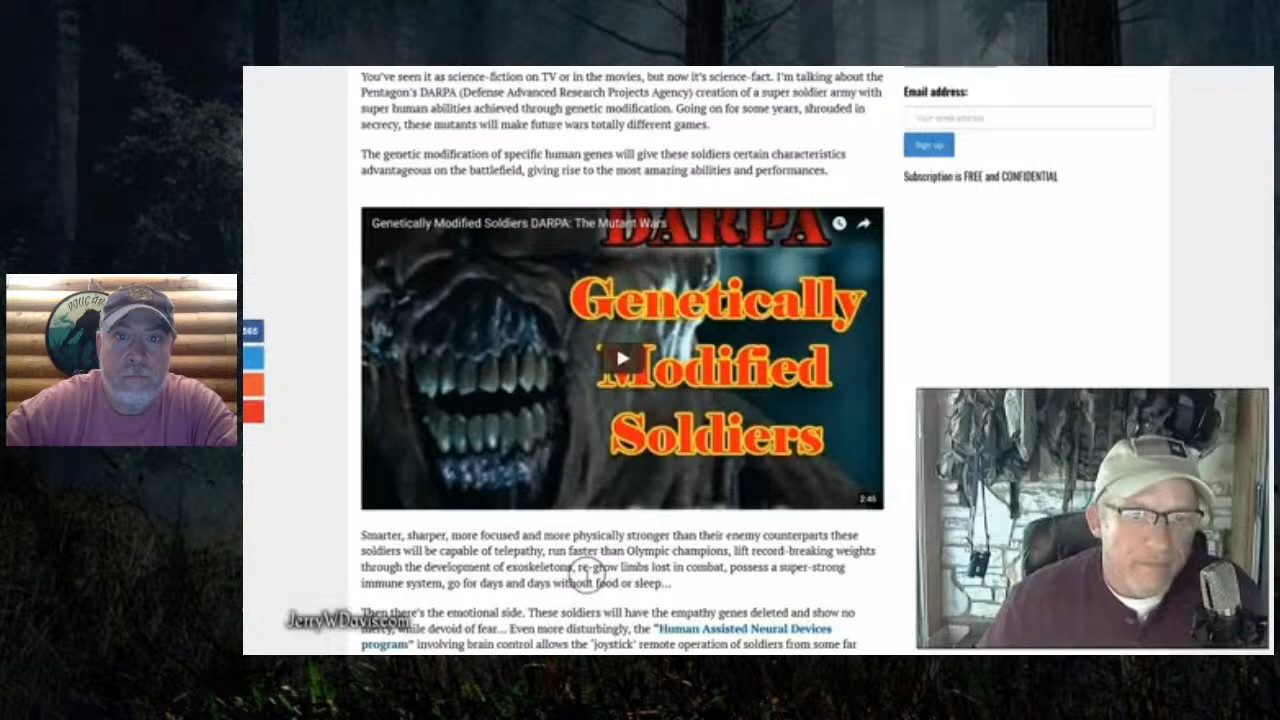 You've seen it as science-fiction on TV or in the movies, but now it's science-fact. I'm talking about the
Pentagon's DARPA (Defense Advanced Research Projects Agency) creation of a super soldier army with
super human abilities achieved through genetic modification. Going on for some years, shrouded in
secrecy, these mutants will make future wars totally different games.
The genetic modification of specific human genes will give these soldiers certain characteristics
advantageous on the battlefield, giving rise to the most amazing abilities and performances.
Email address:
Your email address
Sign up
Subscription is FREE and CONFIDENTIAL
Genetically Modified Soldiers DARPA: The Mutant Wars
DARPA
Genetically
Modified
Soldiers
2:45
565
Smarter, sharper, more focused and more physically stronger than their enemy counterparts these
soldiers will be capable of telepathy, run faster than Olympic champions, lift record-breaking weights
through the development of exoskeletons, re-grow limbs lost in combat, possess a super-strong
immune system, go for days and days without food or sleep...
Then there's the emotional side. These soldiers will have the empathy genes deleted and show no
mercy, while devoid of fear... Even more disturbingly, the "Human Assisted Neural Devices
program" involving brain control allows the 'joystick' remote operation of soldiers from some far
JerryWDavis.com